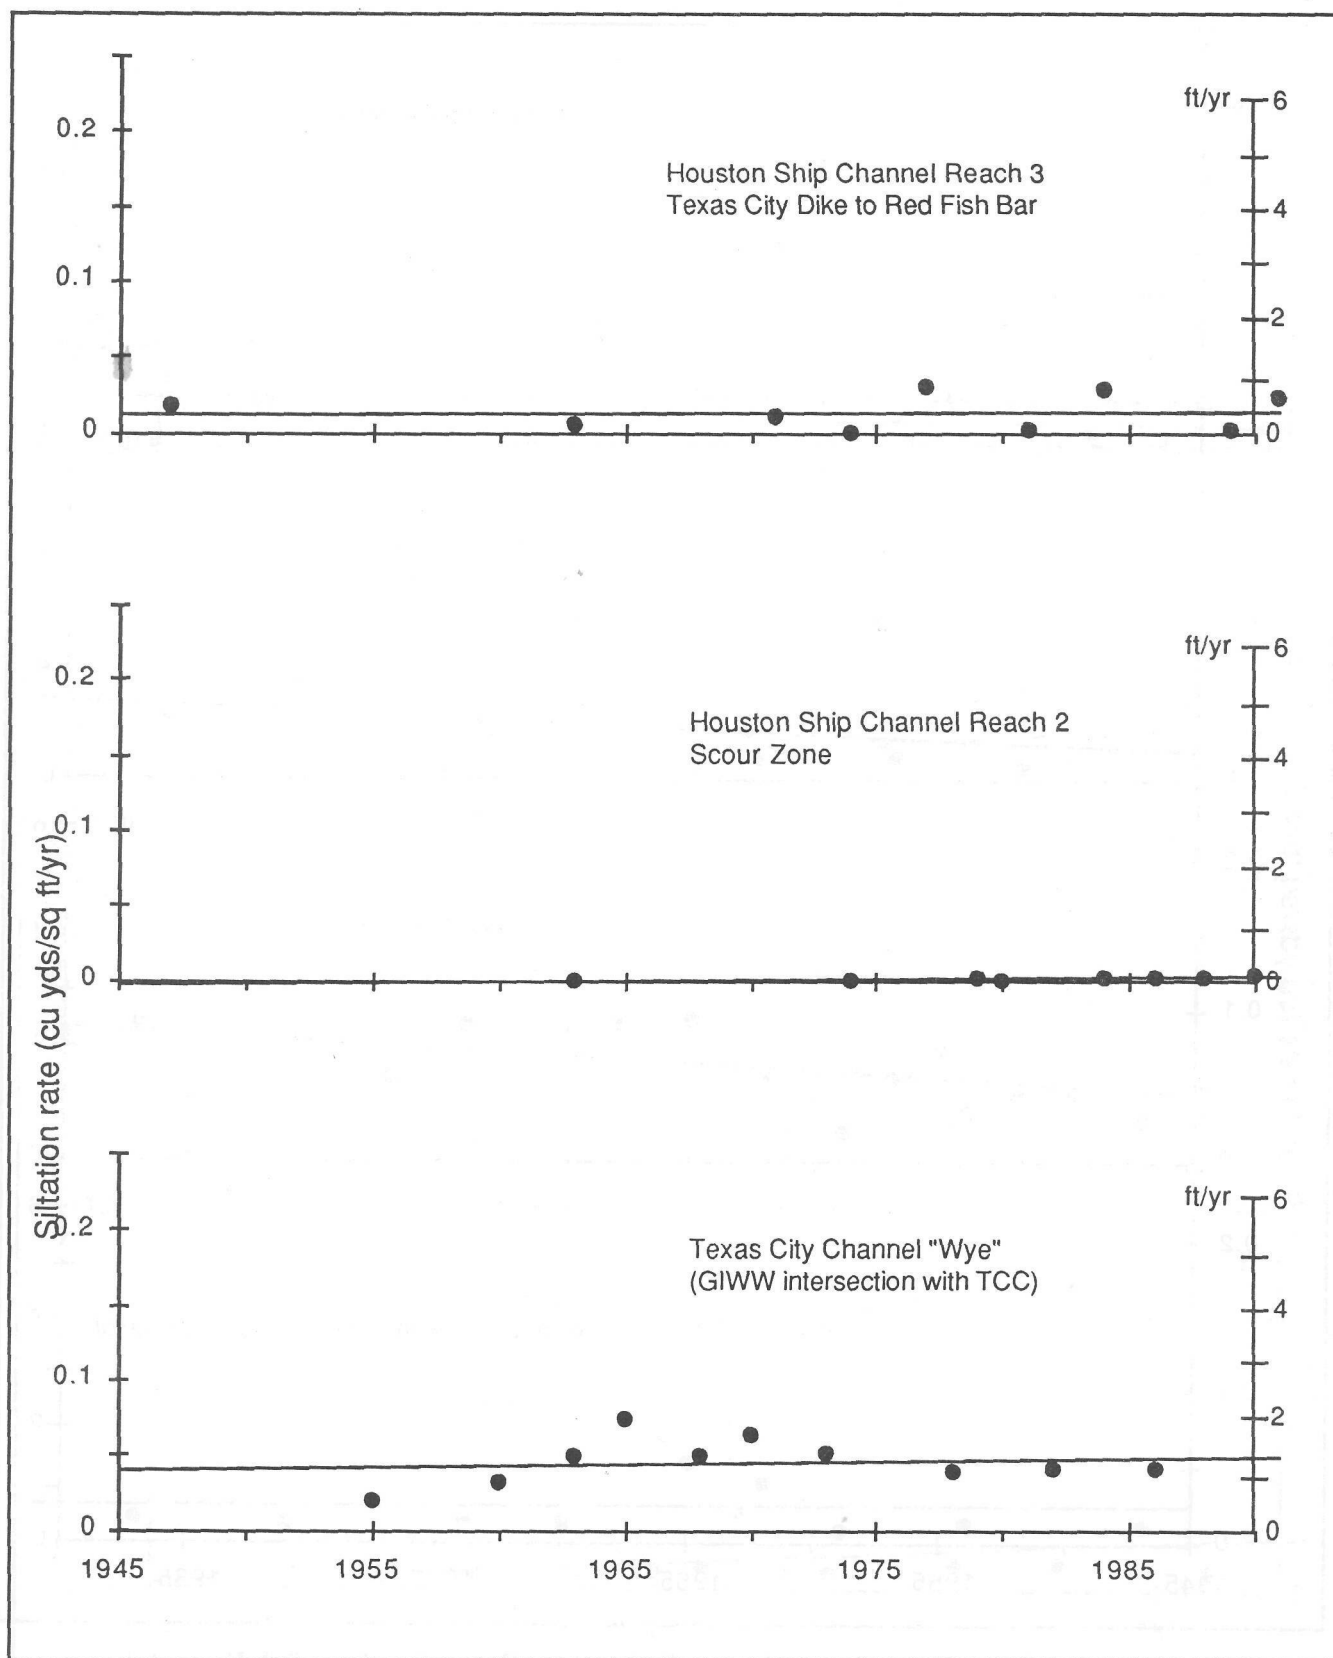 ft/yr 6
0.2
Houston Ship Channel Reach 3
Texas City Dike to Red Fish Bar
4
0.1
2
0
0
ft/yr 6
0.2
Houston Ship Channel Reach 2
Scour Zone
4
0.1
2
0
0
Siltation rate (cu yds/sq ft/yr)
ft/yr 6
0.2
Texas City Channel "Wye"
(GIWW intersection with TCC)
4
0.1
2
0
0
1945 1955 1965 1975 1985